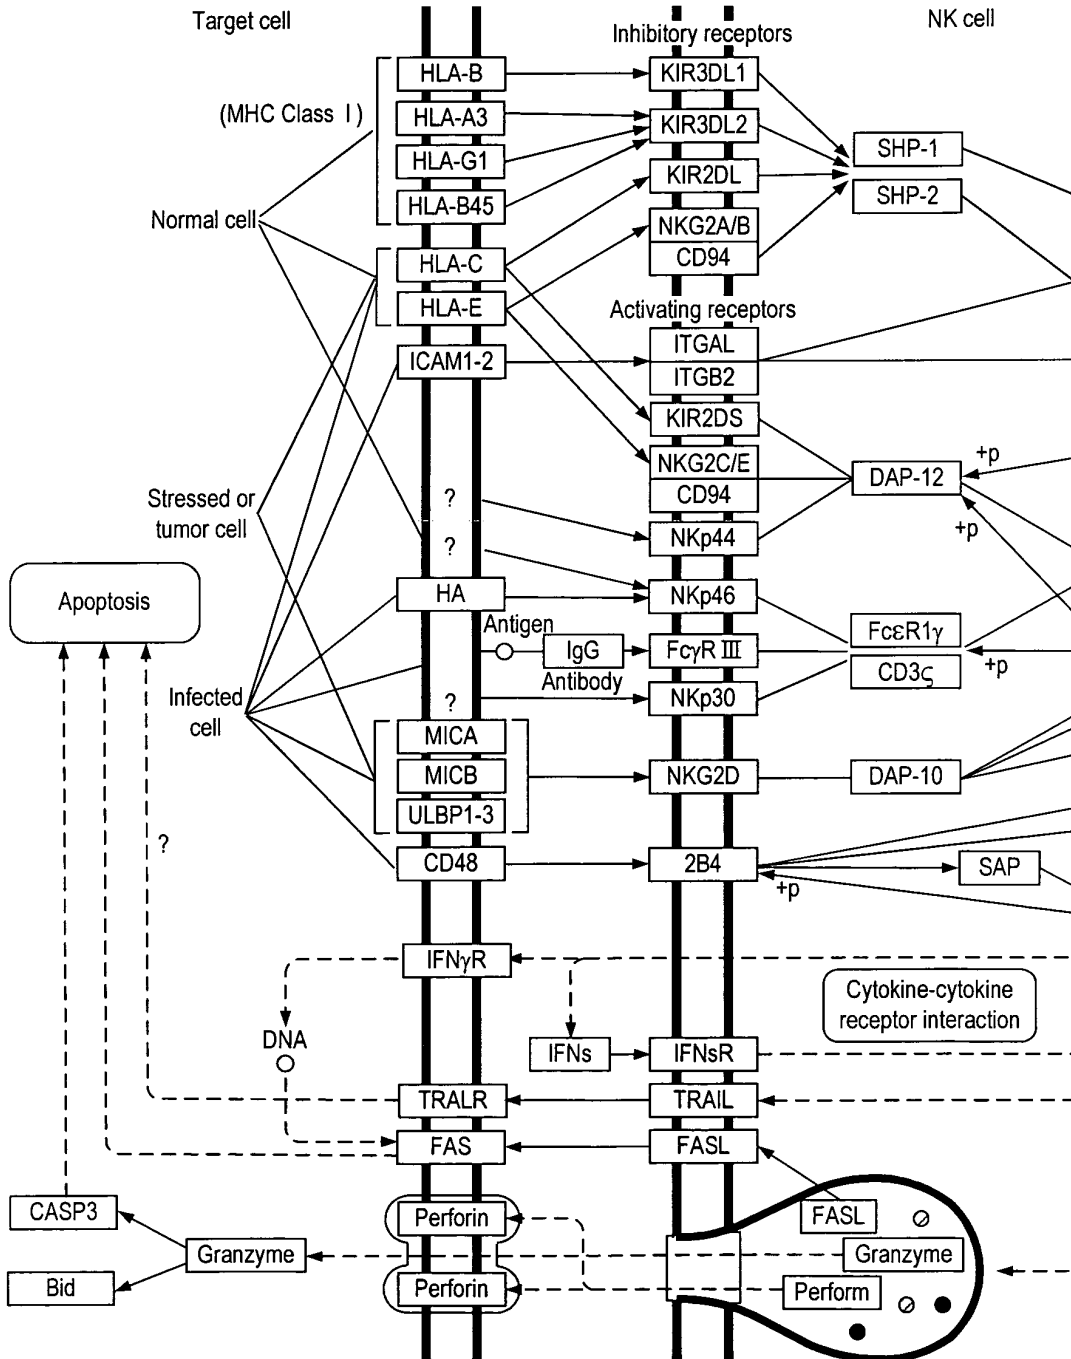 Target cell
NK cell
Inhibitory receptors
HLA-B
KIR3DL1
(MHC Class I)
HLA-A3
KIR3DL2
HLA-G1
SHP-1
KIR2DL
HLA-B45
SHP-2
Normal cell
NKG2A/B
CD94
HLA-C
HLA-E
Activating receptors
ITGAL
ICAM1-2
ITGB2
KIR2DS
NKG2C/E
+p
DAP-12
CD94
Stressed or
tumor cell
?
+p
NKp44
?
Apoptosis
HA
NKp46
Antigen
FcεR1γ
IgG
FcγR III
+p
CD3ς
Antibody
Infected
cell
?
NKp30
MICA
MICB
NKG2D
DAP-10
ULBP1-3
?
CD48
2B4
SAP
+p
IFNγR
Cytokine-cytokine
receptor interaction
DNA
IFNs
IFNsR
TRALR
TRAIL
FAS
FASL
CASP3
Perforin
FASL
Granzyme
Granzyme
Bid
Perforin
Perform